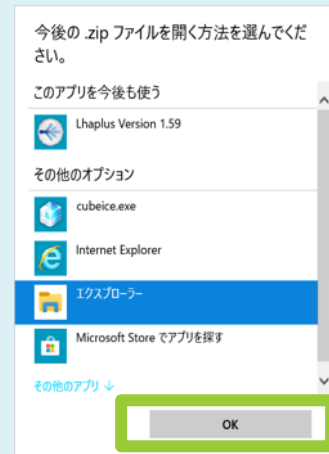 今後の .zip ファイルを開く方法を選んでくだ
さい。
このアプリを今後も使う
Lhaplus Version 1.59
その他のオプション
cubeice.exe
Internet Explorer
エクスプローラー
Microsoft Store でアプリを探す
その他のアプリ ↓
OK